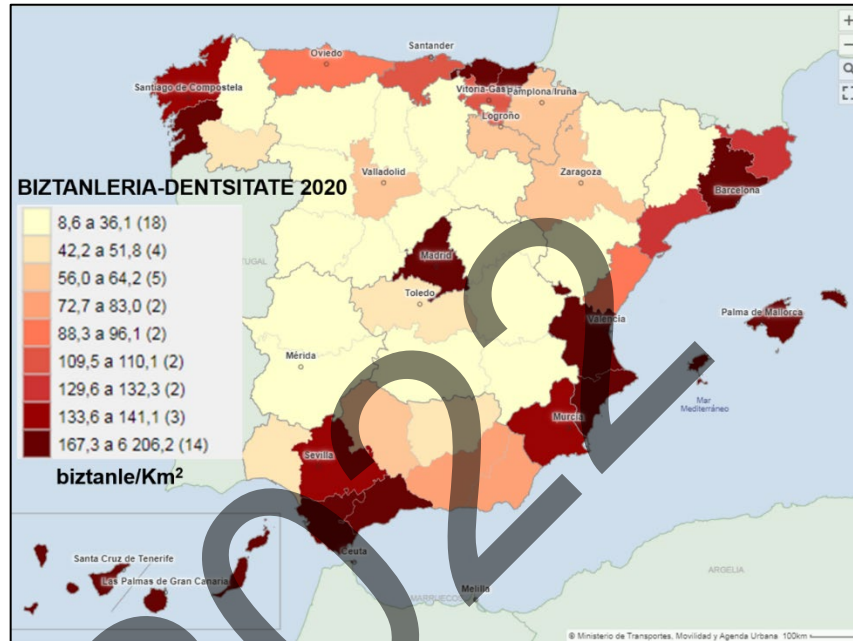 Oviedo
Santander
Santiago de Compostela
Vitoria-Gasteiz
Pamplona/Iruña
Logroño
BIZTANLERIA-DENTSITATE 2020
Valladolid
Zaragoza
Barcelona
8,6 a 36,1 (18)
42,2 a 51,8 (4)
56,0 a 64,2 (5)
72,7 a 83,0 (2)
88,3 a 96,1 (2)
109,5 a 110,1 (2)
129,6 a 132,3 (2)
133,6 a 141,1 (3)
167,3 a 6 206,2 (14)
biztanle/Km²
Madrid
Toledo
Valencia
Palma de Mallorca
Mérida
Mar
Mediterráneo
Murcia
Sevilla
Ceuta
Santa Cruz de Tenerife
Las Palmas de Gran Canaria
Melilla
MARRUECOS
ARGELIA
© Ministerio de Transportes, Movilidad y Agenda Urbana 100km
2022